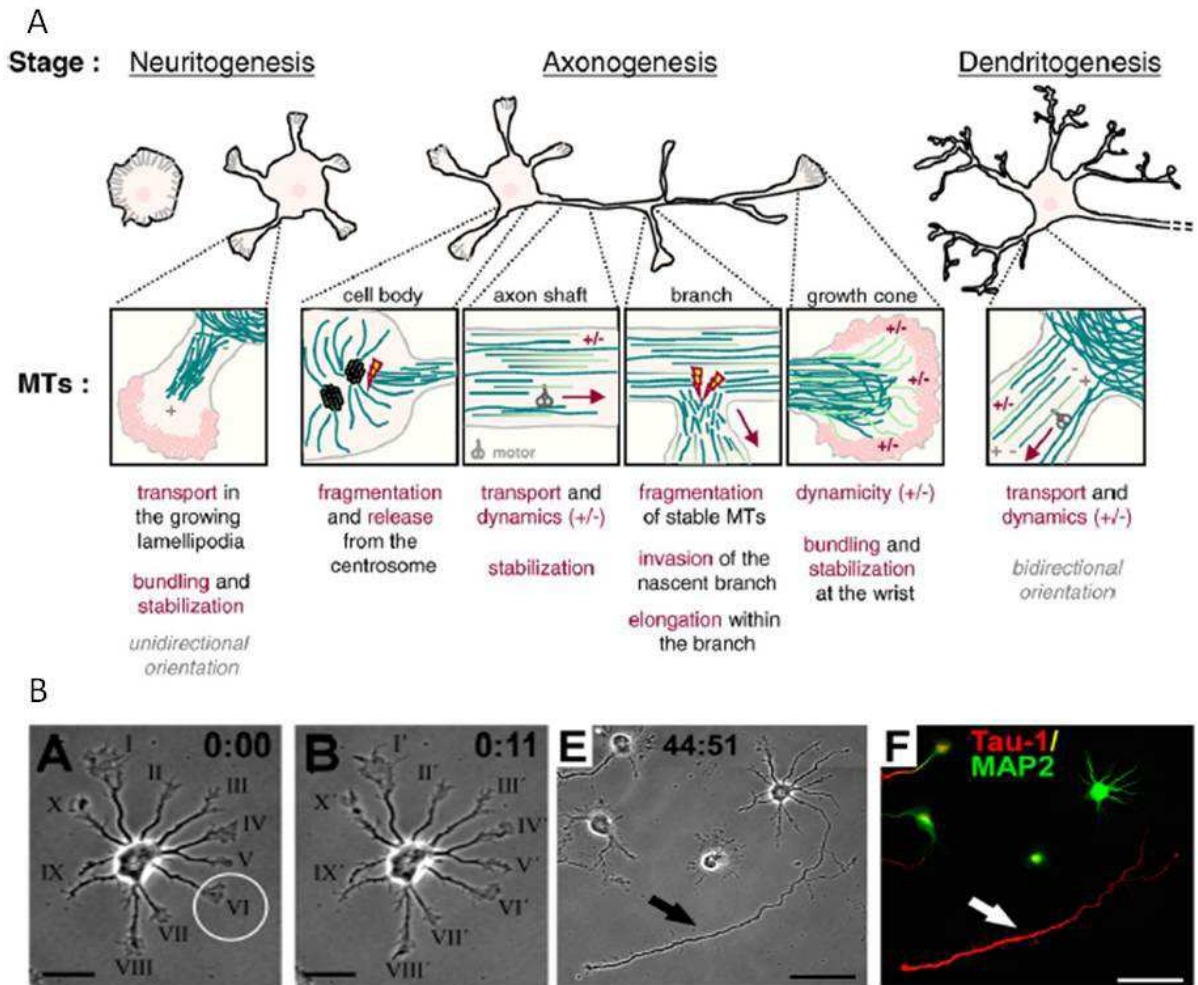 A
Stage : Neuritogenesis Axonogenesis Dendritogenesis
cell body axon shaft branch growth cone
MTs :
+
+/-
motor
+/-
+/-
+/-
-
+
+/-
+ -
transport in
the growing
lamellipodia
bundling and
stabilization
unidirectional
orientation
fragmentation
and release
from the
centrosome
transport and
dynamics (+/-)
stabilization
fragmentation
of stable MTs
invasion of the
nascent branch
elongation within
the branch
dynamicity (+/-)
bundling and
stabilization
at the wrist
transport and
dynamics (+/-)
bidirectional
orientation
B
A 0:00
I
II
III
IV
V
VI
VII
VIII
IX
X
B 0:11
I´
II´
III´
IV´
V´
VI´
VII´
VIII´
IX´
X´
E 44:51
F Tau-1/
MAP2